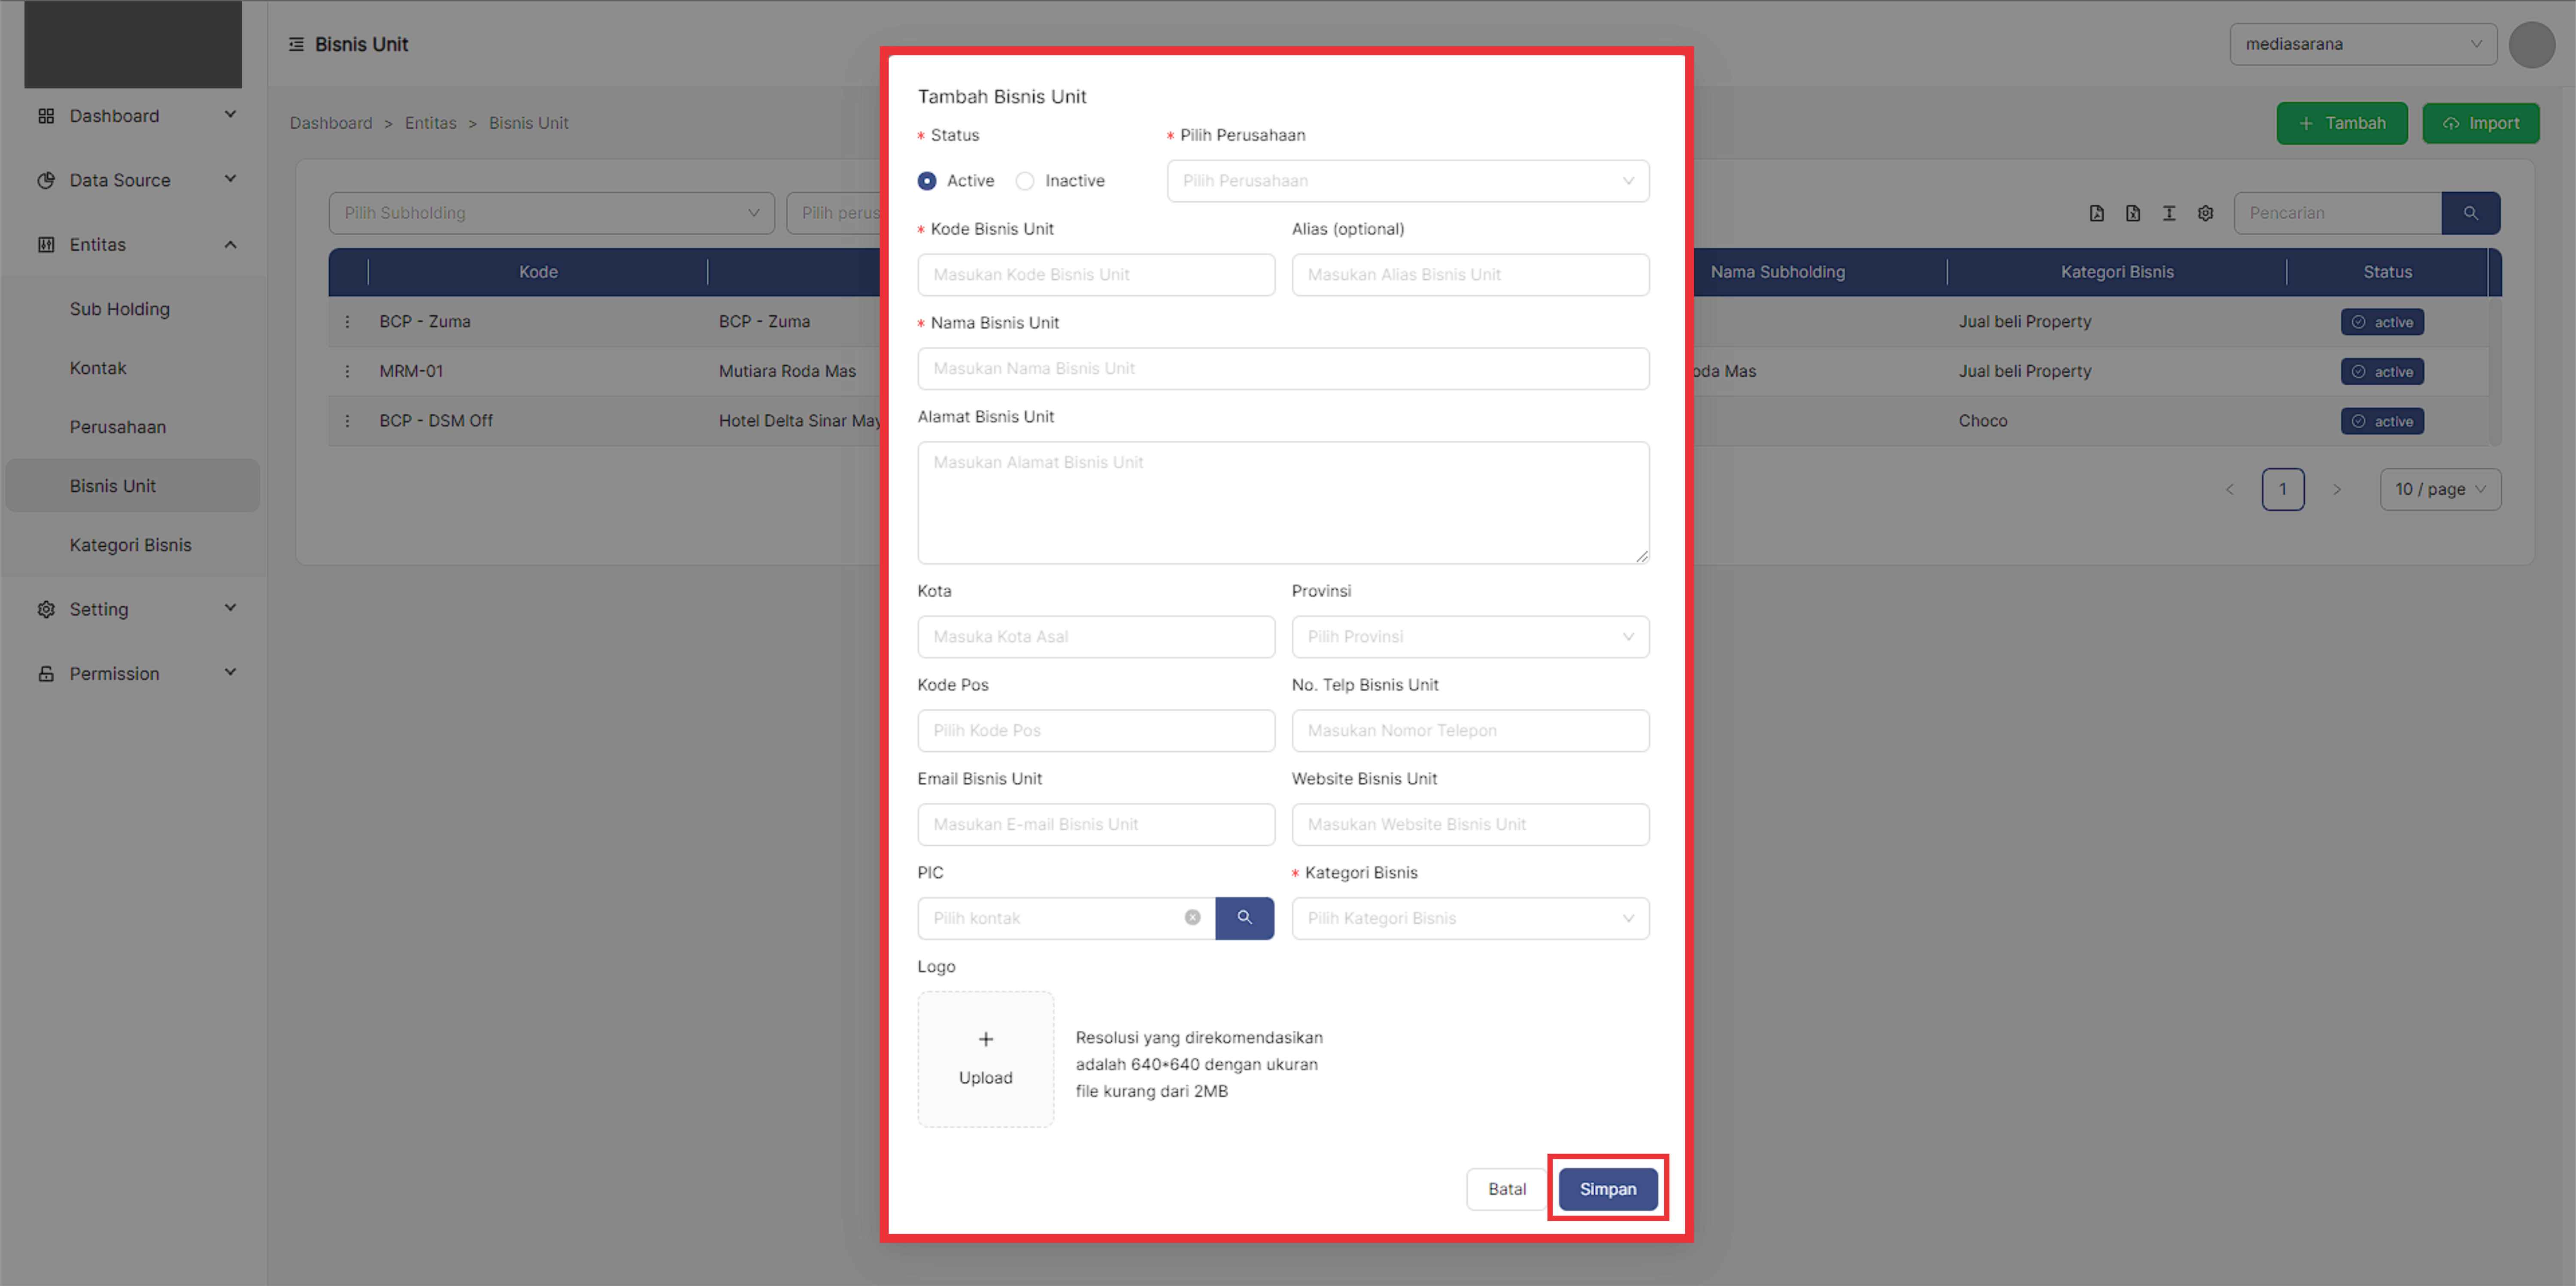 Bisnis Unit
mediasarana
Dashboard
Data Source
Entitas
Sub Holding
Kontak
Perusahaan
Bisnis Unit
Kategori Bisnis
Setting
Permission
Dashboard > Entitas > Bisnis Unit
+ Tambah
Import
Pilih Subholding
Pilih perus
Pencarian
Kode
Nama Subholding
Kategori Bisnis
Status
BCP - Zuma
BCP - Zuma
Jual beli Property
active
MRM-01
Mutiara Roda Mas
oda Mas
Jual beli Property
active
BCP - DSM Off
Hotel Delta Sinar May
Choco
active
< 1 >
10 / page
Tambah Bisnis Unit
* Status
* Pilih Perusahaan
Active
Inactive
Pilih Perusahaan
* Kode Bisnis Unit
Alias (optional)
Masukan Kode Bisnis Unit
Masukan Alias Bisnis Unit
* Nama Bisnis Unit
Masukan Nama Bisnis Unit
Alamat Bisnis Unit
Masukan Alamat Bisnis Unit
Kota
Provinsi
Masuka Kota Asal
Pilih Provinsi
Kode Pos
No. Telp Bisnis Unit
Pilih Kode Pos
Masukan Nomor Telepon
Email Bisnis Unit
Website Bisnis Unit
Masukan E-mail Bisnis Unit
Masukan Website Bisnis Unit
PIC
* Kategori Bisnis
Pilih kontak
Pilih Kategori Bisnis
Logo
+
Upload
Resolusi yang direkomendasikan
adalah 640*640 dengan ukuran
file kurang dari 2MB
Batal
Simpan